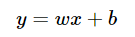 y = wx + b